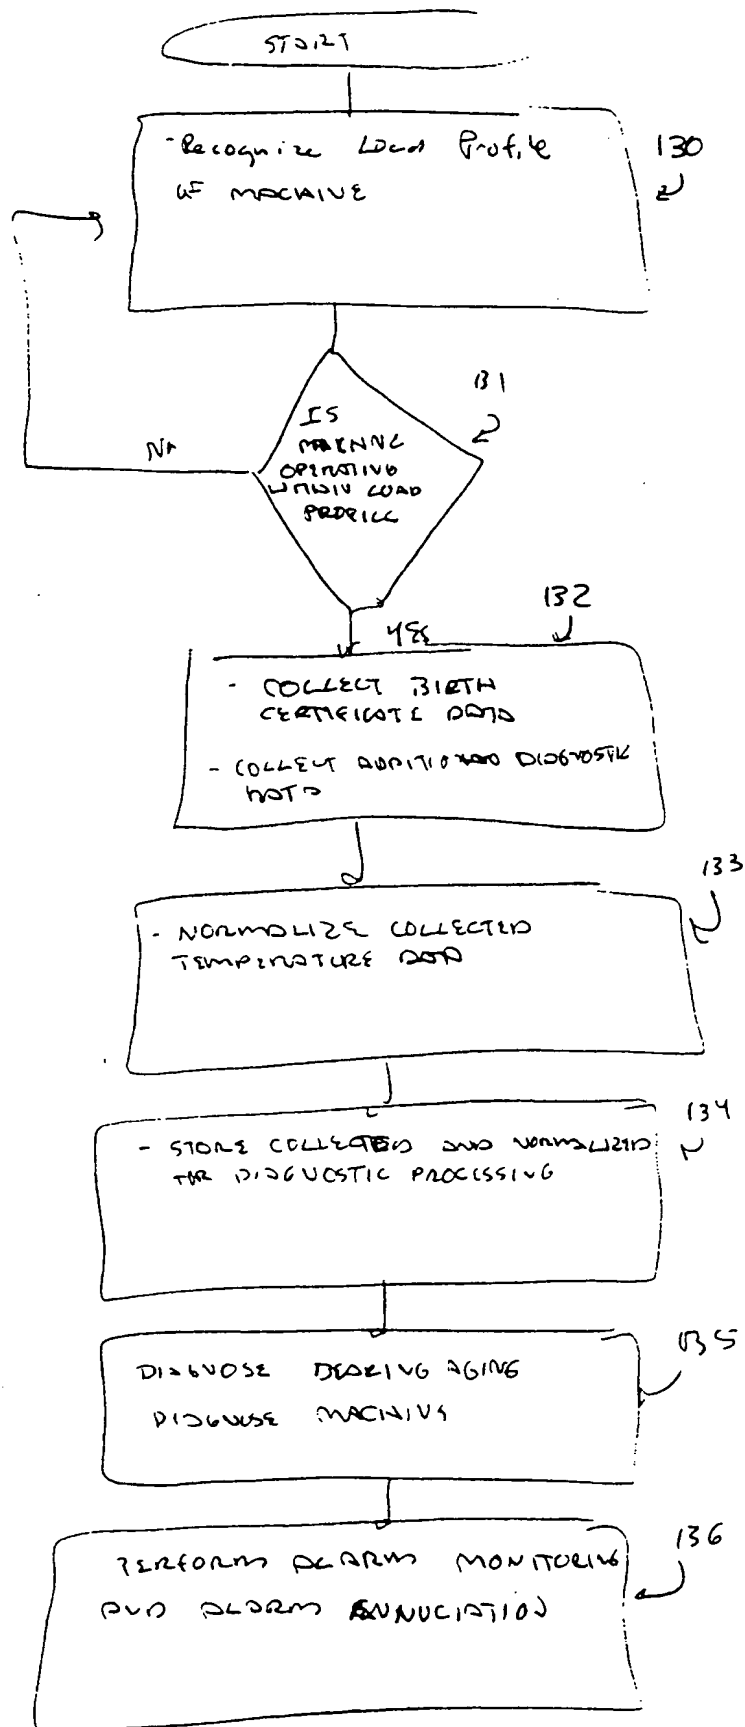 START
- Recognize Load Profile
OF MACHINE
130
131
IS
MACHINE
OPERATING
WITHIN LOAD
PROFILE
NO
YES
132
- COLLECT BIRTH
CERTIFICATE DATA
- COLLECT ADDITIONAL DIAGNOSTIC
DATA
133
- NORMALIZE COLLECTED
TEMPERATURE DATA
134
- STORE COLLECTED AND NORMALIZED
FOR DIAGNOSTIC PROCESSING
135
DIAGNOSE BEARING AGING
DIAGNOSE MACHINE
136
PERFORM ALARM MONITORING
AND ALARM ANNUCIATION